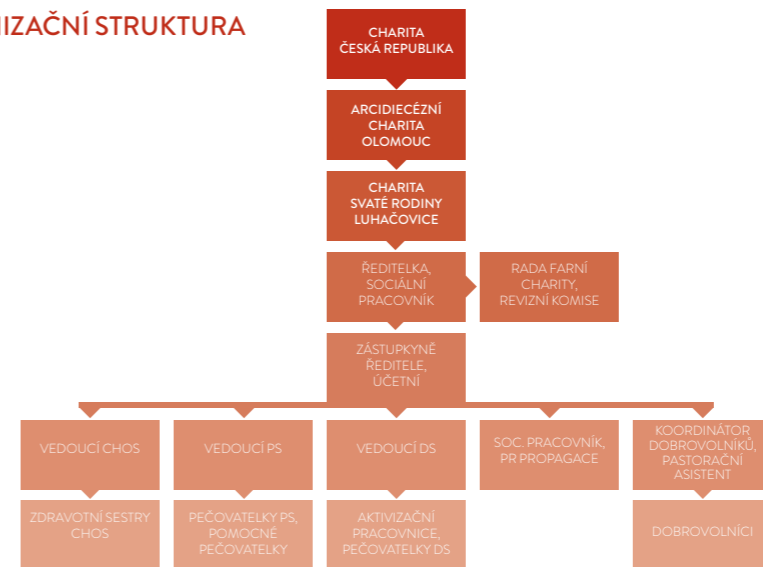 NIZAČNÍ STRUKTURA
CHARITA
ČESKÁ REPUBLIKA
ARCIDIECÉZNÍ
CHARITA
OLOMOUC
CHARITA
SVATÉ RODINY
LUHAČOVICE
ŘEDITELKA,
SOCIÁLNÍ
PRACOVNÍK
RADA FARNÍ
CHARITY,
REVIZNÍ KOMISE
ZÁSTUPKYNĚ
ŘEDITELE,
ÚČETNÍ
VEDOUCÍ CHOS
VEDOUCÍ PS
VEDOUCÍ DS
SOC. PRACOVNÍK,
PR PROPAGACE
KOORDINÁTOR
DOBROVOLNÍKŮ,
PASTORAČNÍ
ASISTENT
ZDRAVOTNÍ SESTRY
CHOS
PEČOVATELKY PS,
POMOCNÉ
PEČOVATELKY
AKTIVIZAČNÍ
PRACOVNICE,
PEČOVATELKY DS
DOBROVOLNÍCI